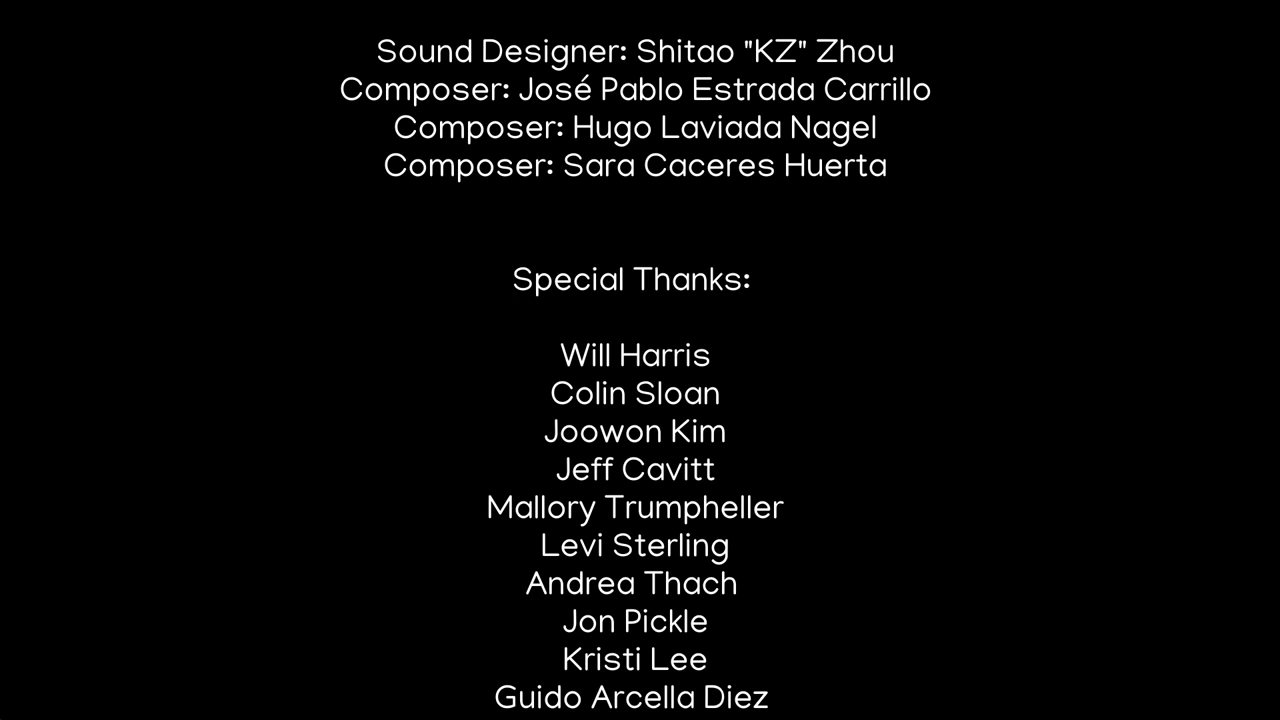 Sound Designer: Shitao "KZ" Zhou
Composer: José Pablo Estrada Carrillo
Composer: Hugo Laviada Nagel
Composer: Sara Caceres Huerta
Special Thanks:
Will Harris
Colin Sloan
Joowon Kim
Jeff Cavitt
Mallory Trumpheller
Levi Sterling
Andrea Thach
Jon Pickle
Kristi Lee
Guido Arcella Diez